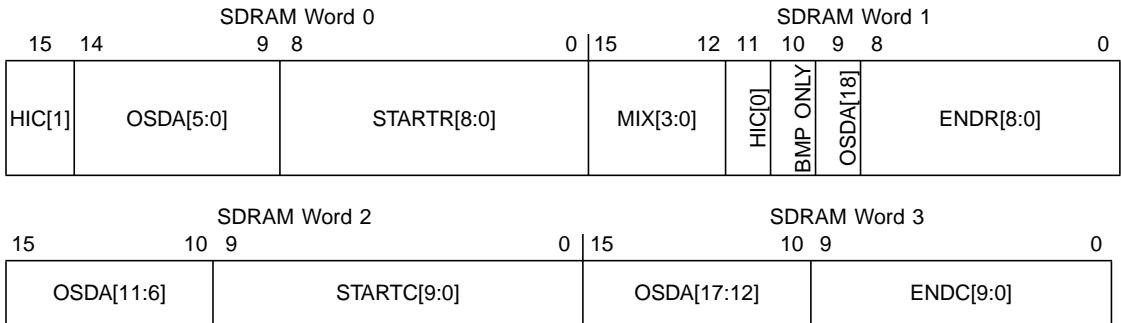 SDRAM Word 0 SDRAM Word 1
15 14 9 8 0 15 12 11 10 9 8 0
HIC[1] OSDA[5:0] STARTR[8:0] MIX[3:0] HIC[0] BMP ONLY OSDA[18] ENDR[8:0]
SDRAM Word 2 SDRAM Word 3
15 10 9 0 15 10 9 0
OSDA[11:6] STARTC[9:0] OSDA[17:12] ENDC[9:0]